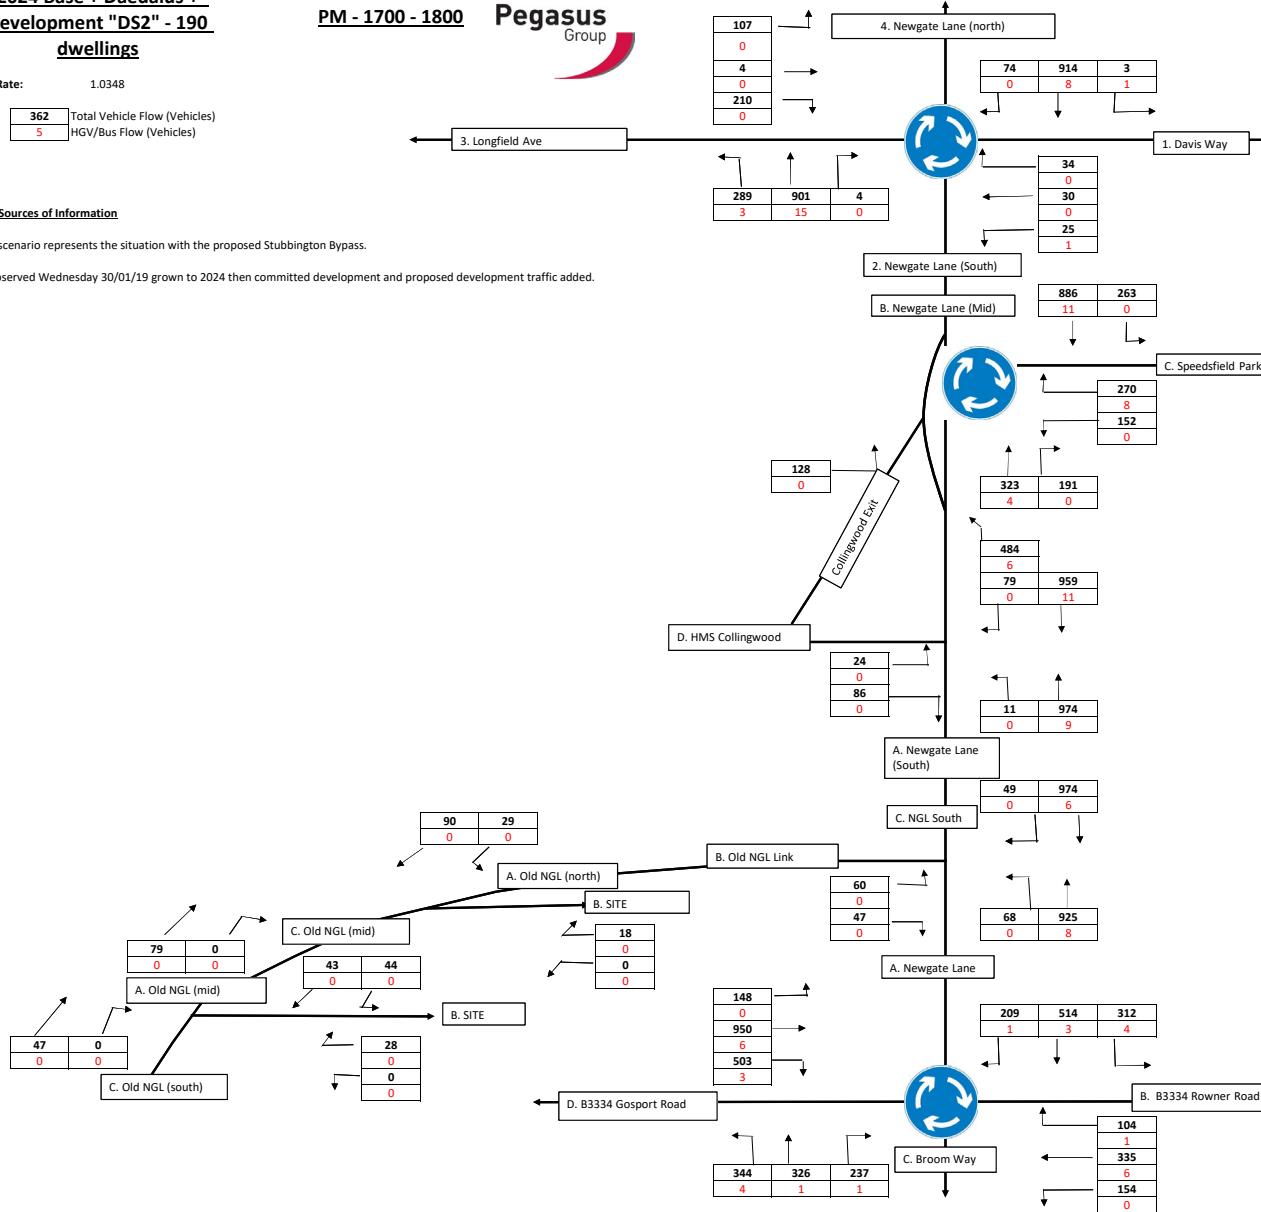 2024 Base + Daedalus +
Development "DS2" - 190
dwellings
PM - 1700 - 1800
Pegasus
Group
Rate: 1.0348
362 Total Vehicle Flow (Vehicles)
5 HGV/Bus Flow (Vehicles)
Sources of Information
scenario represents the situation with the proposed Stubbington Bypass.
bserved Wednesday 30/01/19 grown to 2024 then committed development and proposed development traffic added.
107
0
4
0
210
0
4. Newgate Lane (north)
74 914 3
0 8 1
3. Longfield Ave
1. Davis Way
289 901 4
3 15 0
34
0
30
0
25
1
2. Newgate Lane (South)
B. Newgate Lane (Mid)
886 263
11 0
C. Speedsfield Park
270
8
152
0
128
0
323 191
4 0
Collingwood Exit
484
6
79 959
0 11
D. HMS Collingwood
24
0
86
0
11 974
0 9
A. Newgate Lane
(South)
49 974
0 6
C. NGL South
90 29
0 0
B. Old NGL Link
A. Old NGL (north)
60
0
47
0
68 925
0 8
B. SITE
C. Old NGL (mid)
18
0
0
0
79 0
0 0
43 44
0 0
A. Old NGL (mid)
A. Newgate Lane
B. SITE
148
0
950
6
503
3
209 514 312
1 3 4
47 0
0 0
28
0
0
0
C. Old NGL (south)
D. B3334 Gosport Road
B. B3334 Rowner Road
C. Broom Way
344 326 237
4 1 1
104
1
335
6
154
0